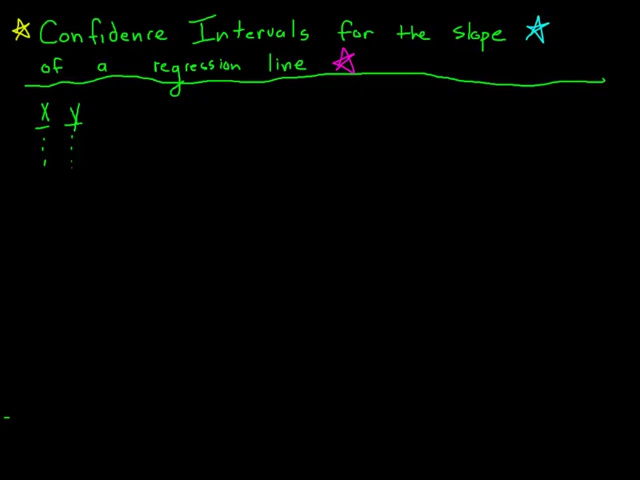 Confidence Intervals for the slope
of a regression line
X Y